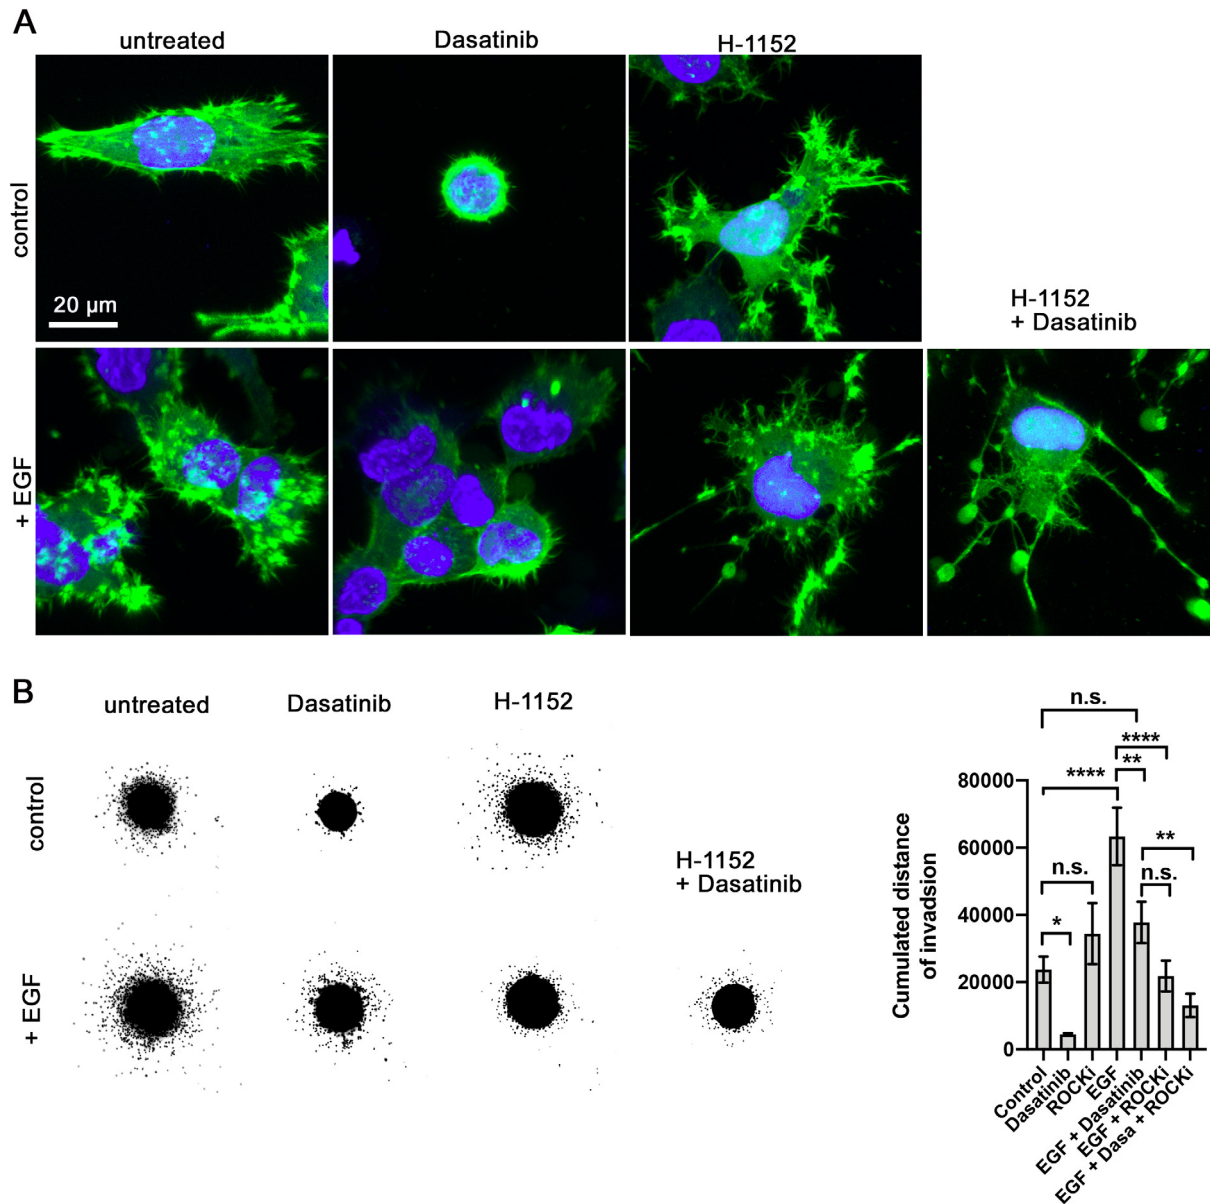 A
untreated
Dasatinib
H-1152
control
20 µm
H-1152
+ Dasatinib
+ EGF
B
untreated
Dasatinib
H-1152
control
H-1152
+ Dasatinib
+ EGF
n.s.
****
**
****
**
n.s.
n.s.
*
80000
60000
40000
20000
0
Cumulated distance
of invadsion
Control
Dasatinib
ROCKi
EGF
EGF + Dasatinib
EGF + ROCKi
EGF + Dasa + ROCKi